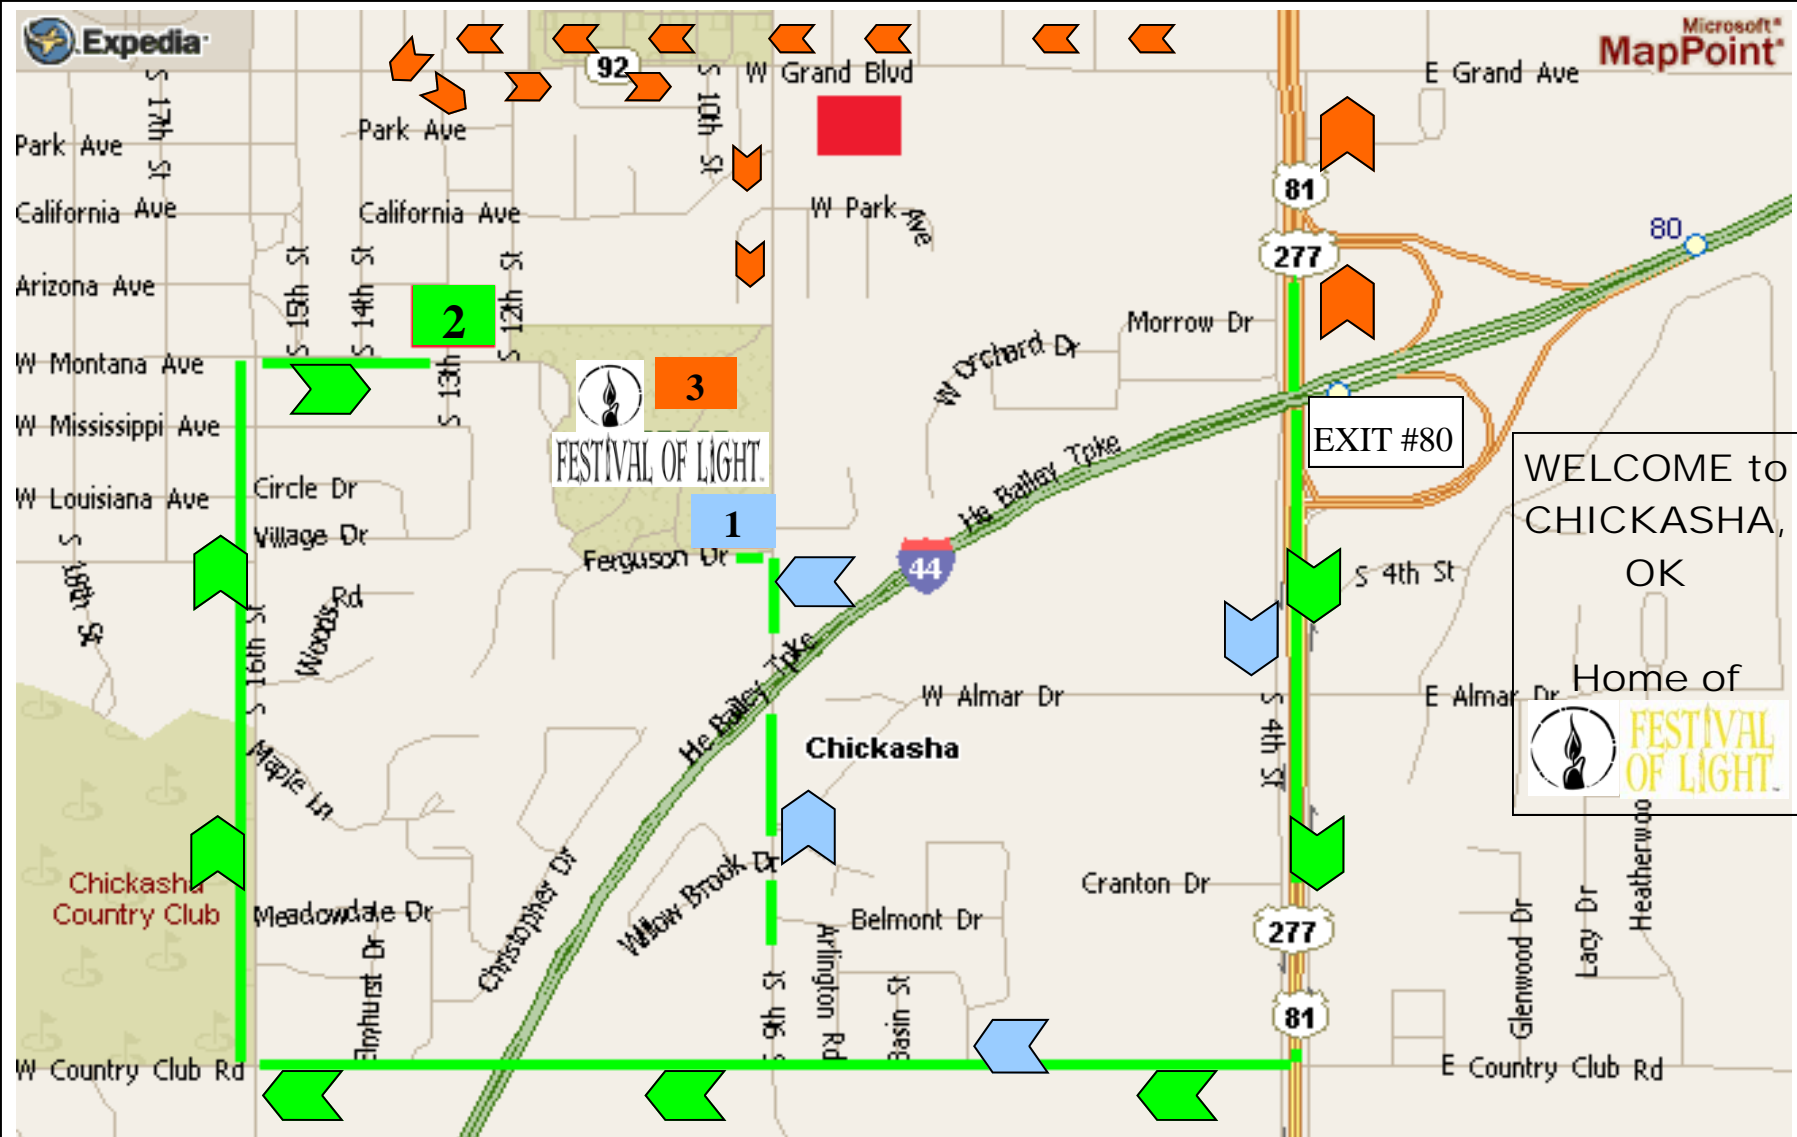 Expedia
Microsoft
MapPoint
92
W Grand Blvd
E Grand Ave
S 17th St
S 10th St
Park Ave
Park Ave
81
California Ave
California Ave
W Park Ave
277
80
Arizona Ave
S 15th St
S 14th St
S 12th St
2
Morrow Dr
W Montana Ave
W Orchard Dr
S 13th
3
W Mississippi Ave
FESTIVAL OF LIGHT
EXIT #80
He Bailey Tpke
WELCOME to
CHICKASHA,
OK
Home of
FESTIVAL
OF LIGHT
W Louisiana Ave
Circle Dr
Village Dr
1
Ferguson Dr
44
S 4th St
S 18th St
Woods Rd
S 16th St
He Bailey Tpke
W Almar Dr
E Almar Dr
S 4th St
Chickasha
Maple Ln
Chickasha
Country Club
Meadowdale Dr
Christopher Dr
Willow Brook Dr
Belmont Dr
Cranton Dr
277
Elmhurst Dr
S 9th St
Arlington Rd
Basin St
81
Glenwood Dr
Lacy Dr
Heatherwoo
W Country Club Rd
E Country Club Rd